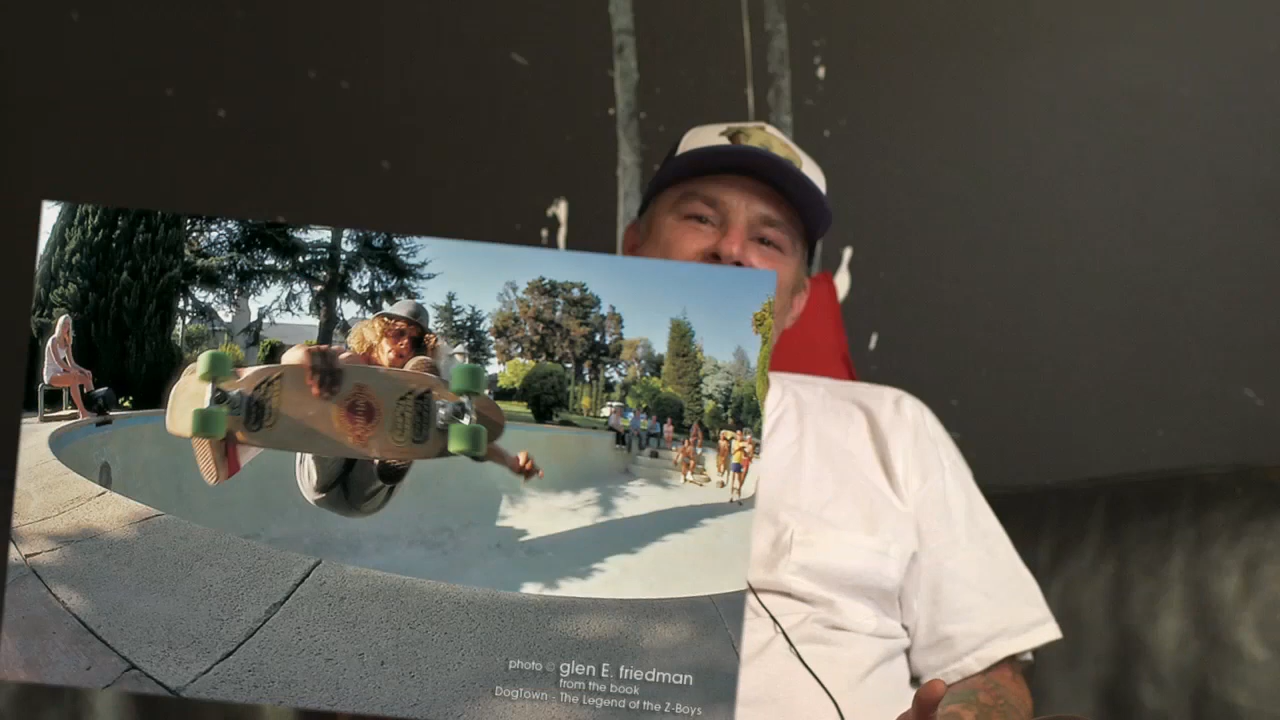 photo © glen E. friedman
from the book
DogTown - The Legend of the Z-Boys